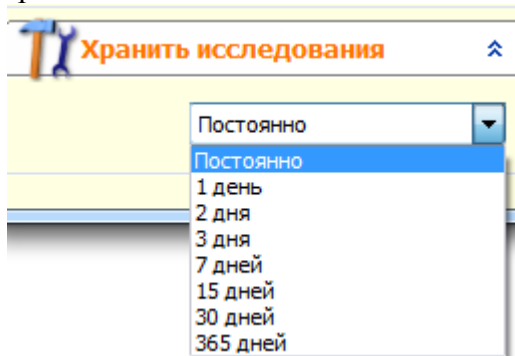 Хранить исследования
Постоянно
Постоянно
1 день
2 дня
3 дня
7 дней
15 дней
30 дней
365 дней